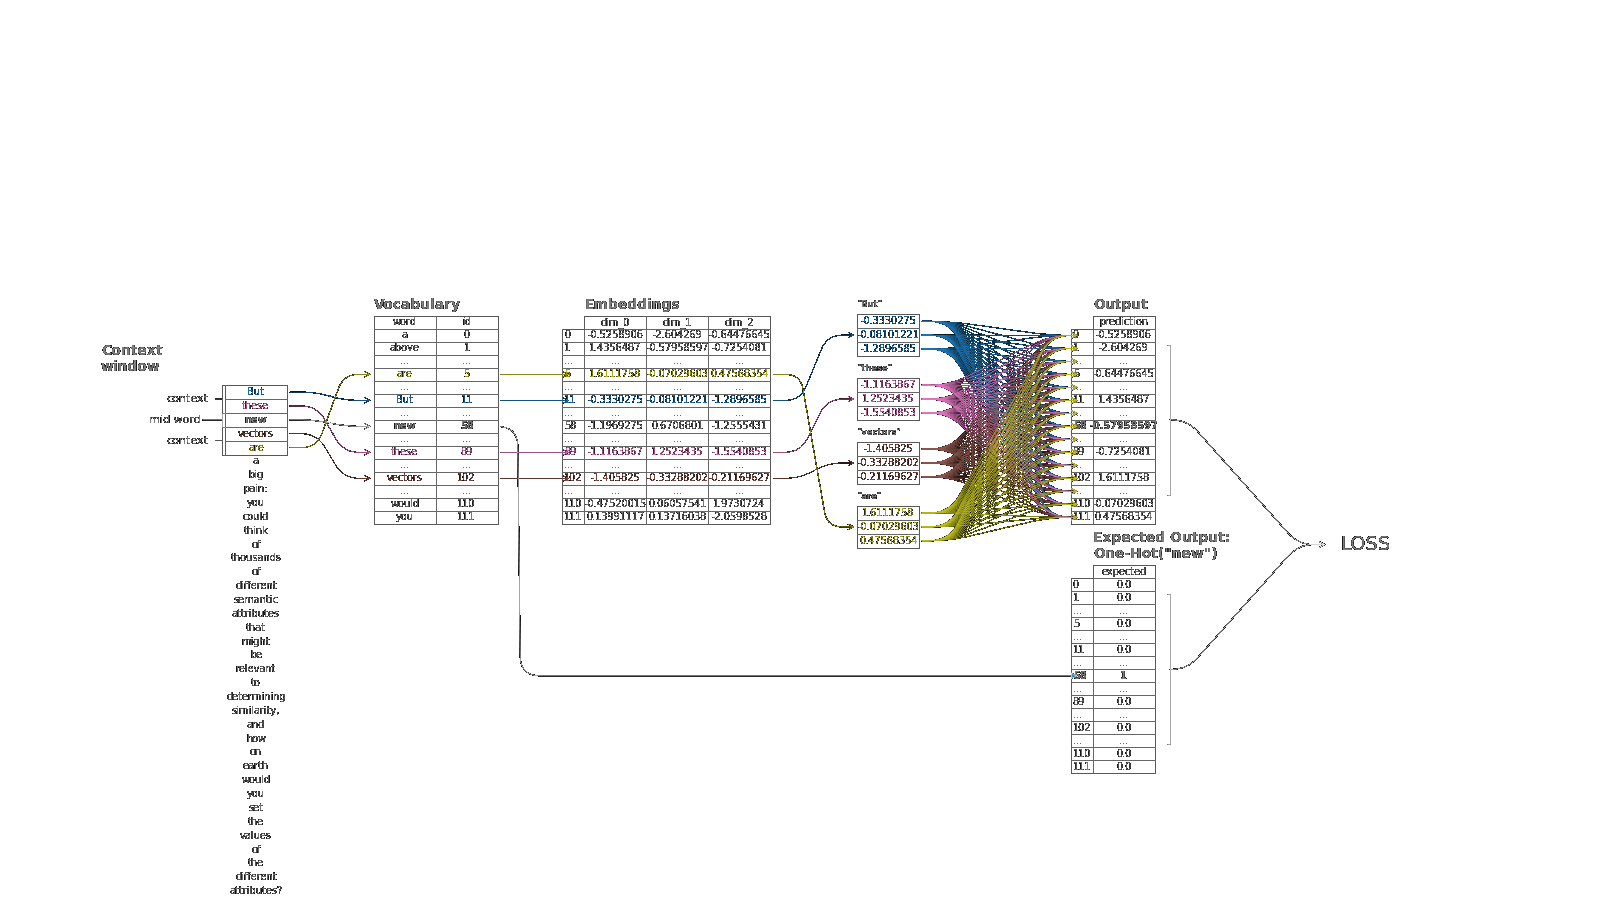 Context
window
context
mid word
context
But
these
new
vectors
are
a
big
pain:
you
could
think
of
thousands
of
different
semantic
attributes
that
might
be
relevant
to
determining
similarity,
and
how
on
earth
would
you
set
the
values
of
the
different
attributes?
Vocabulary
word id
a 0
above 1
... ...
are 5
... ...
But 11
... ...
new 58
... ...
these 89
... ...
vectors 102
... ...
would 110
you 111
Embeddings
dim_0 dim_1 dim_2
0 -0.5258906 -2.604269 -0.64476645
1 1.4356487 -0.57958597 -0.7254081
... ... ... ...
5 1.6111758 -0.07029603 0.47568354
... ... ... ...
11 -0.3330275 -0.08101221 -1.2896585
... ... ... ...
58 -1.1969275 0.6706801 -1.2555431
... ... ... ...
89 -1.1163867 1.2523435 -1.5540853
... ... ... ...
102 -1.405825 -0.33288202 -0.21169627
... ... ... ...
110 -0.47520015 0.06057541 1.9730724
111 0.13991117 0.13716038 -2.0598526
"But"
-0.3330275
-0.08101221
-1.2896585
"these"
-1.1163867
1.2523435
-1.5540853
"vectors"
-1.405825
-0.33288202
-0.21169627
"are"
1.6111758
-0.07029603
0.47568354
Output
prediction
0 -0.5258906
1 -2.604269
... ...
5 -0.64476645
... ...
11 1.4356487
... ...
58 -0.57958597
... ...
89 -0.7254081
... ...
102 1.6111758
... ...
110 -0.07029603
111 0.47568354
Expected Output:
One-Hot("new")
expected
0 0.0
1 0.0
... ...
5 0.0
... ...
11 0.0
... ...
58 1
... ...
89 0.0
... ...
102 0.0
... ...
110 0.0
111 0.0
LOSS